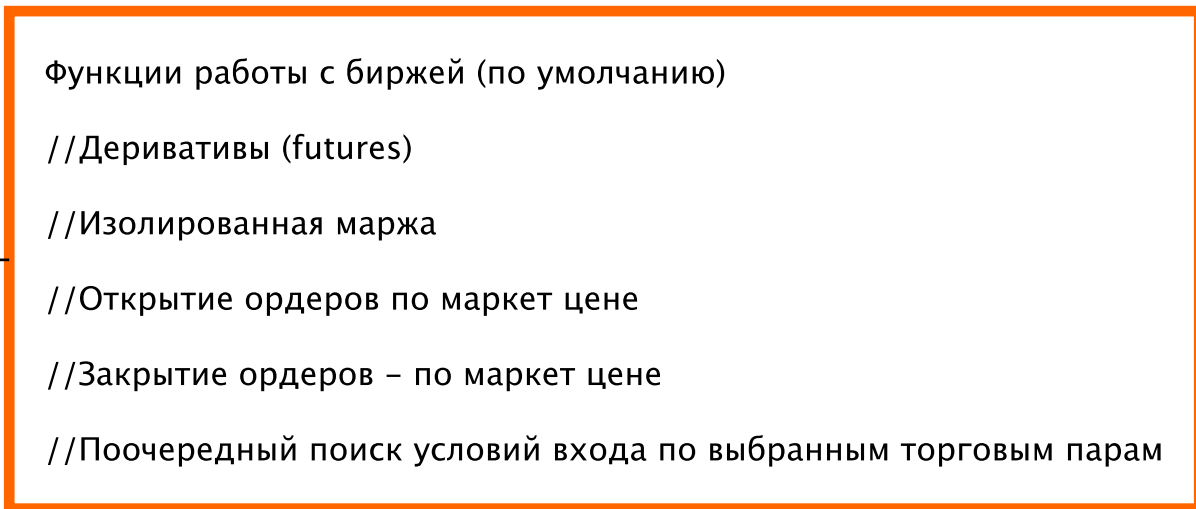 Функции работы с биржей (по умолчанию)
//Деривативы (futures)
//Изолированная маржа
//Открытие ордеров по маркет цене
//Закрытие ордеров – по маркет цене
//Поочередный поиск условий входа по выбранным торговым парам